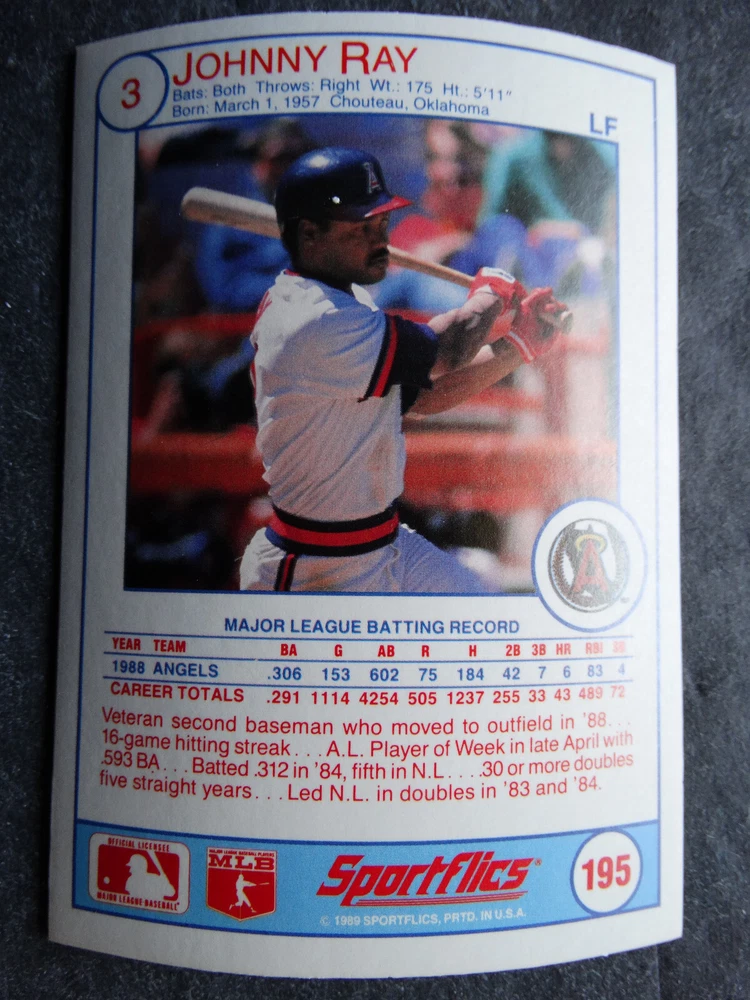 3
JOHNNY RAY
Bats: Both Throws: Right Wt.: 175 Ht.: 5'11"
Born: March 1, 1957 Chouteau, Oklahoma
LF
A
A
MAJOR LEAGUE BATTING RECORD
YEAR TEAM BA G AB R H 2B 3B HR RBI SB
1988 ANGELS .306 153 602 75 184 42 7 6 83 4
CAREER TOTALS .291 1114 4254 505 1237 255 33 43 489 72
Veteran second baseman who moved to outfield in '88...
16-game hitting streak...A.L. Player of Week in late April with
.593 BA...Batted .312 in '84, fifth in N.L....30 or more doubles
five straight years...Led N.L. in doubles in '83 and '84.
OFFICIAL LICENSEE
MAJOR LEAGUE BASEBALL
MAJOR LEAGUE BASEBALL PLAYERS
MLB
Sportflics
195
© 1989 SPORTFLICS, PRTD. IN U.S.A.